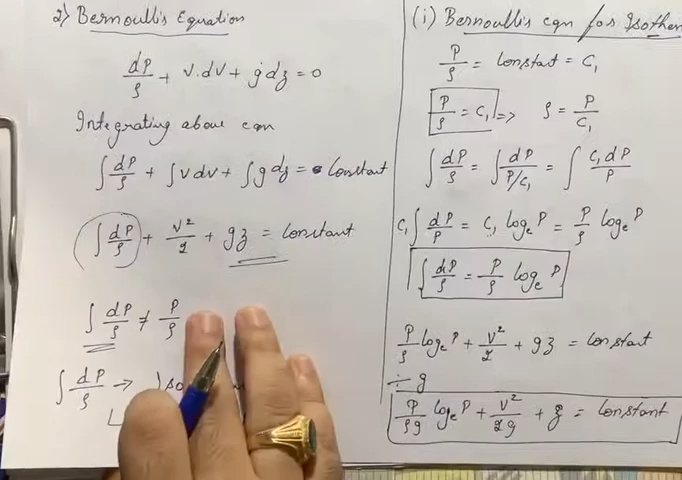 2) Bernoulli's Equation
dP/ρ + v.dv + gdz = 0
Integrating above eqn
∫dP/ρ + ∫vdv + ∫gdz = constant
∫dP/ρ + v²/2 + gz = constant
∫dP/ρ ≠ P/ρ
∫dP/ρ →
(i) Bernoulli's eqn for Isother
P/ρ = constant = C₁
P/ρ = C₁ => ρ = P/C₁
∫dP/ρ = ∫dP/P/C₁ = ∫C₁dP/P
C₁∫dP/P = C₁ logₑP = P/ρ logₑP
∫dP/ρ = P/ρ logₑP
P/ρ logₑP + v²/2 + gz = constant
÷ g
P/ρg logₑP + v²/2g + z = constant